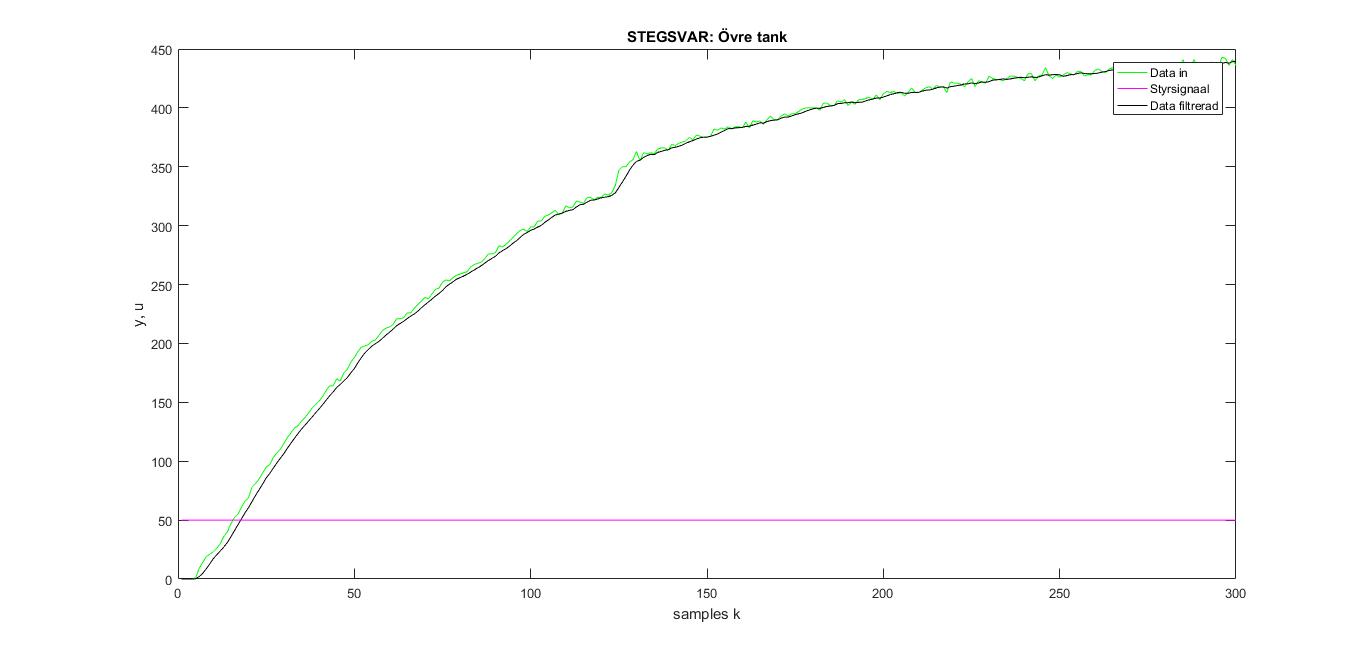 STEGSVAR: Övre tank
450
400
350
300
250
200
150
100
50
0
y, u
Data in
Styrsignaal
Data filtrerad
0 50 100 150 200 250 300
samples k